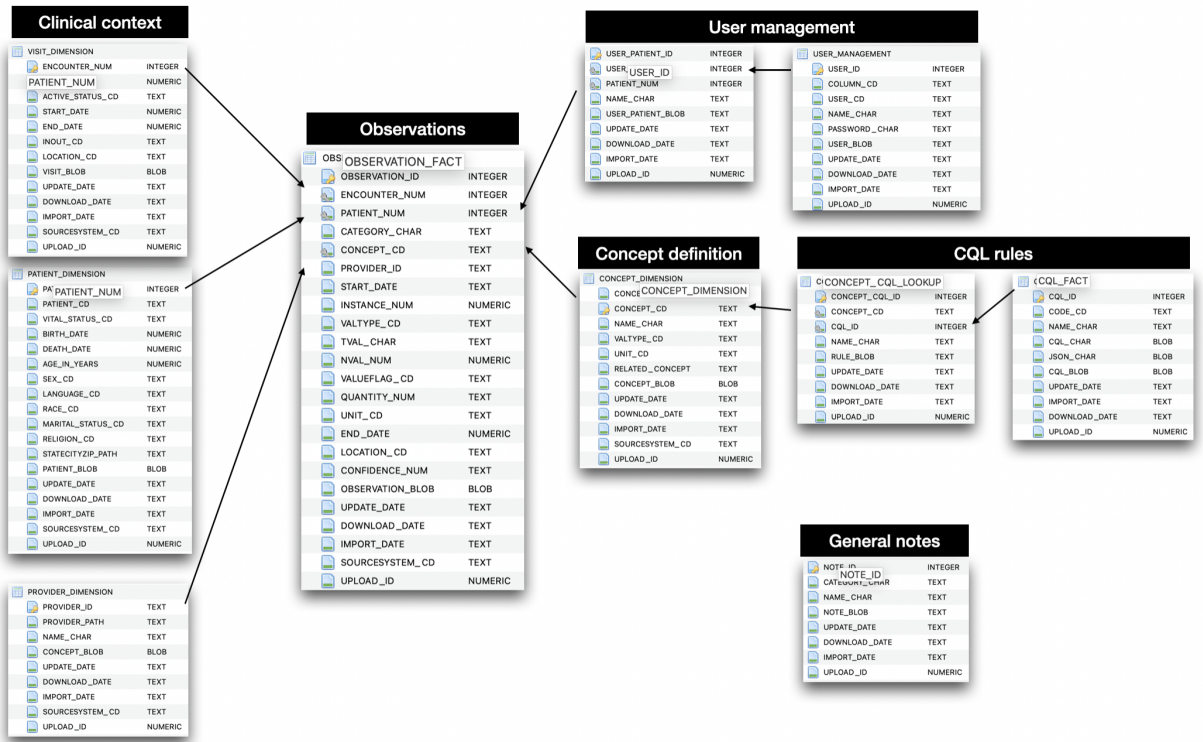 Clinical context
VISIT_DIMENSION
ENCOUNTER_NUM INTEGER
PATIENT_NUM NUMERIC
ACTIVE_STATUS_CD TEXT
START_DATE NUMERIC
END_DATE NUMERIC
INOUT_CD TEXT
LOCATION_CD TEXT
VISIT_BLOB BLOB
UPDATE_DATE TEXT
DOWNLOAD_DATE TEXT
IMPORT_DATE TEXT
SOURCESYSTEM_CD TEXT
UPLOAD_ID NUMERIC
PATIENT_DIMENSION
PATIENT_NUM INTEGER
PATIENT_CD TEXT
VITAL_STATUS_CD TEXT
BIRTH_DATE NUMERIC
DEATH_DATE NUMERIC
AGE_IN_YEARS NUMERIC
SEX_CD TEXT
LANGUAGE_CD TEXT
RACE_CD TEXT
MARITAL_STATUS_CD TEXT
RELIGION_CD TEXT
STATECITYZIP_PATH TEXT
PATIENT_BLOB BLOB
UPDATE_DATE TEXT
DOWNLOAD_DATE TEXT
IMPORT_DATE TEXT
SOURCESYSTEM_CD TEXT
UPLOAD_ID NUMERIC
PROVIDER_DIMENSION
PROVIDER_ID TEXT
PROVIDER_PATH TEXT
NAME_CHAR TEXT
CONCEPT_BLOB BLOB
UPDATE_DATE TEXT
DOWNLOAD_DATE TEXT
IMPORT_DATE TEXT
SOURCESYSTEM_CD TEXT
UPLOAD_ID NUMERIC
Observations
OBSERVATION_FACT
OBSERVATION_ID INTEGER
ENCOUNTER_NUM INTEGER
PATIENT_NUM INTEGER
CATEGORY_CHAR TEXT
CONCEPT_CD TEXT
PROVIDER_ID TEXT
START_DATE TEXT
INSTANCE_NUM NUMERIC
VALTYPE_CD TEXT
TVAL_CHAR TEXT
NVAL_NUM NUMERIC
VALUEFLAG_CD TEXT
QUANTITY_NUM TEXT
UNIT_CD TEXT
END_DATE NUMERIC
LOCATION_CD TEXT
CONFIDENCE_NUM TEXT
OBSERVATION_BLOB BLOB
UPDATE_DATE TEXT
DOWNLOAD_DATE TEXT
IMPORT_DATE TEXT
SOURCESYSTEM_CD TEXT
UPLOAD_ID NUMERIC
User management
USER_PATIENT_ID INTEGER
USER_ID INTEGER
PATIENT_NUM INTEGER
NAME_CHAR TEXT
USER_PATIENT_BLOB TEXT
UPDATE_DATE TEXT
DOWNLOAD_DATE TEXT
IMPORT_DATE TEXT
UPLOAD_ID NUMERIC
USER_MANAGEMENT
USER_ID INTEGER
COLUMN_CD TEXT
USER_CD TEXT
NAME_CHAR TEXT
PASSWORD_CHAR TEXT
USER_BLOB TEXT
UPDATE_DATE TEXT
DOWNLOAD_DATE TEXT
IMPORT_DATE TEXT
UPLOAD_ID NUMERIC
Concept definition
CONCEPT_DIMENSION
CONCEPT_DIMENSION
CONCEPT_CD TEXT
NAME_CHAR TEXT
VALTYPE_CD TEXT
UNIT_CD TEXT
RELATED_CONCEPT TEXT
CONCEPT_BLOB BLOB
UPDATE_DATE TEXT
DOWNLOAD_DATE TEXT
IMPORT_DATE TEXT
SOURCESYSTEM_CD TEXT
UPLOAD_ID NUMERIC
CQL rules
CONCEPT_CQL_LOOKUP
CONCEPT_CQL_ID INTEGER
CONCEPT_CD TEXT
CQL_ID INTEGER
NAME_CHAR TEXT
RULE_BLOB TEXT
UPDATE_DATE TEXT
DOWNLOAD_DATE TEXT
IMPORT_DATE TEXT
UPLOAD_ID NUMERIC
CQL_FACT
CQL_ID INTEGER
CODE_CD TEXT
NAME_CHAR TEXT
CQL_CHAR BLOB
JSON_CHAR BLOB
CQL_BLOB BLOB
UPDATE_DATE TEXT
IMPORT_DATE TEXT
DOWNLOAD_DATE TEXT
UPLOAD_ID NUMERIC
General notes
NOTE_ID INTEGER
NOTE_ID
CATEGORY_CHAR TEXT
NAME_CHAR TEXT
NOTE_BLOB TEXT
UPDATE_DATE TEXT
DOWNLOAD_DATE TEXT
IMPORT_DATE TEXT
UPLOAD_ID NUMERIC